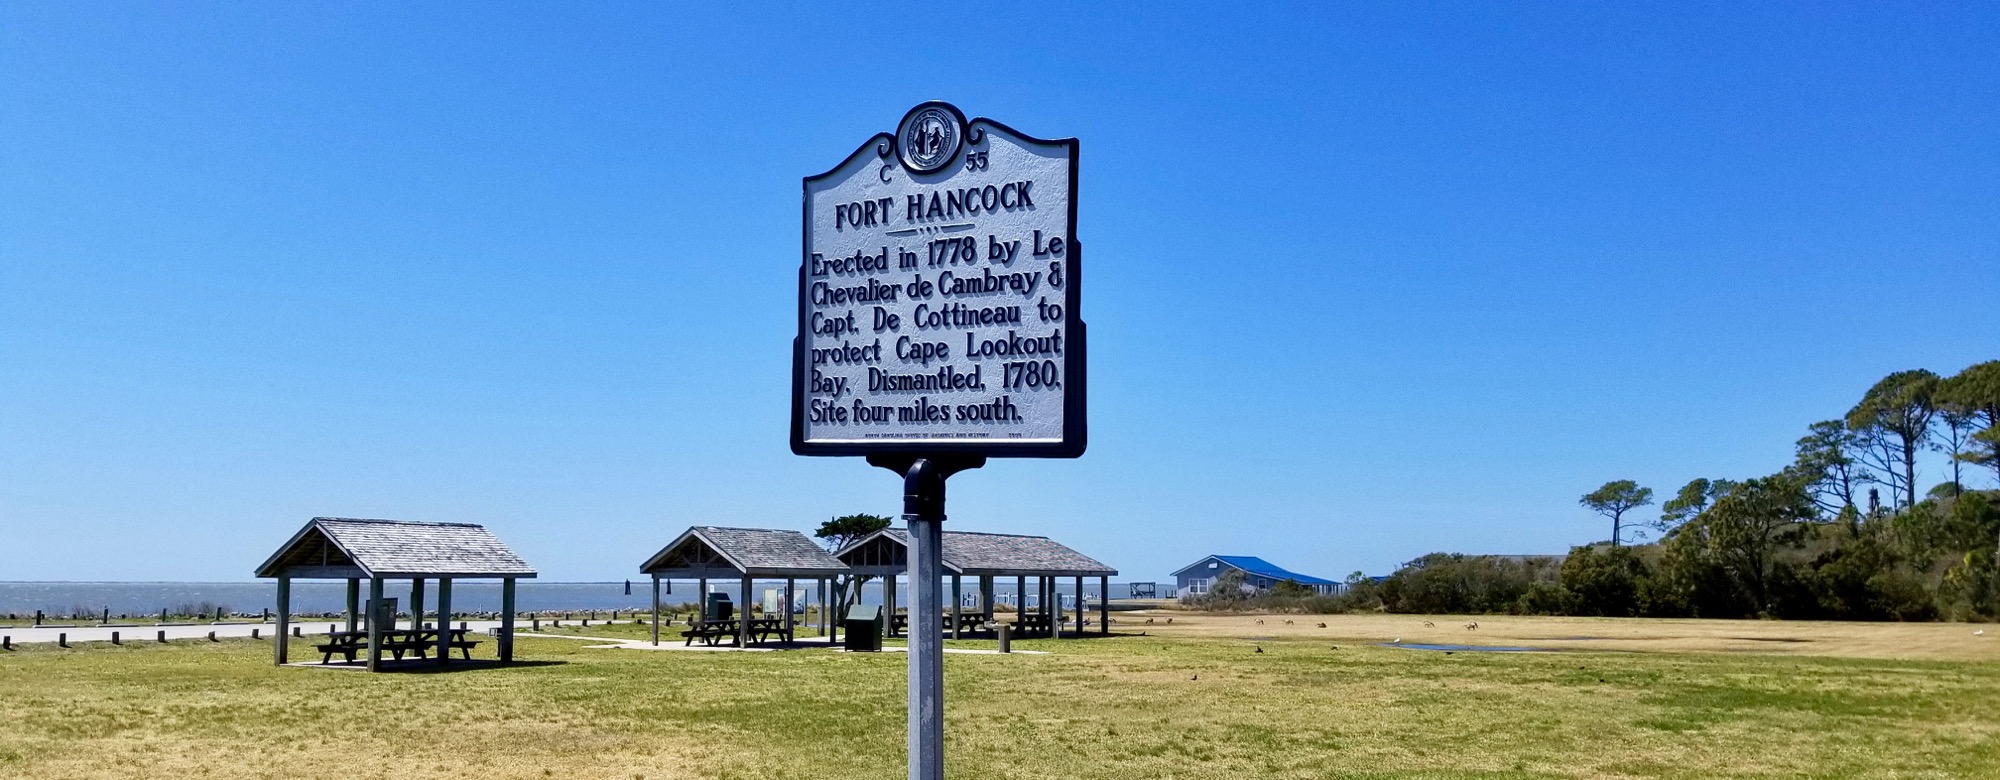 C 55
FORT HANCOCK
Erected in 1778 by Le
Chevalier de Cambray &
Capt. De Cottineau to
protect Cape Lookout
Bay. Dismantled, 1780.
Site four miles south.